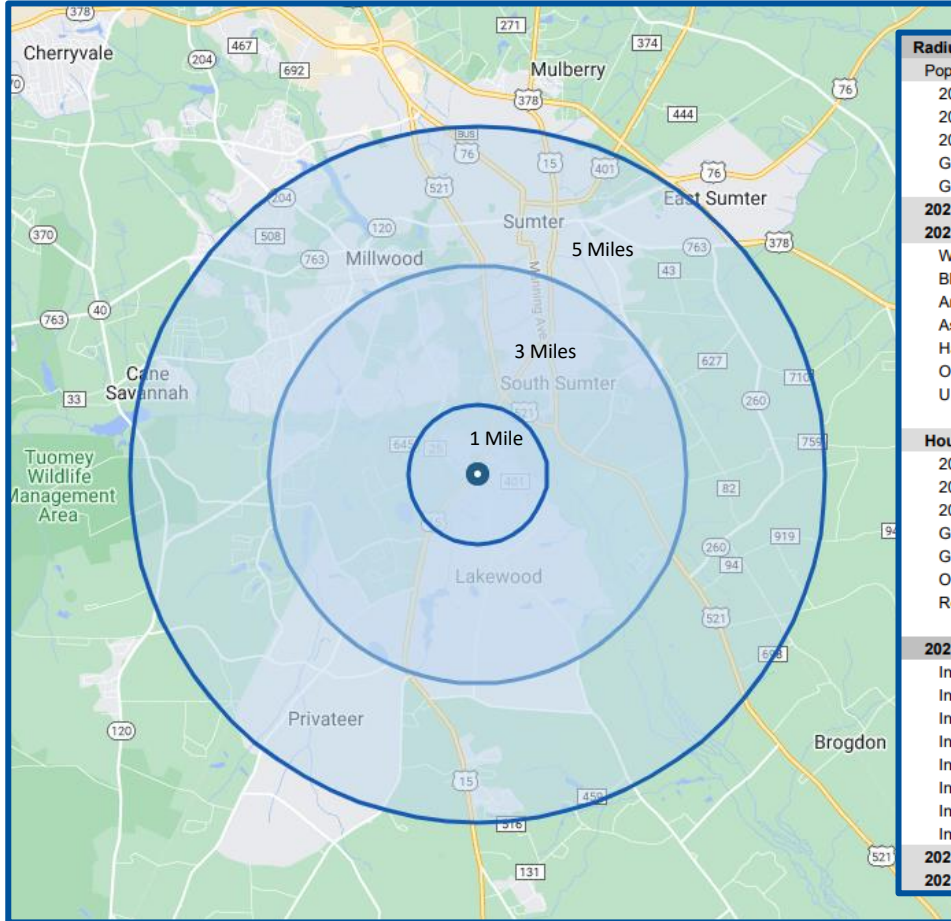 378
271
Cherryvale
467
374
204
692
Mulberry
76
378
444
BUS
76
15
401
76
521
East Sumter
204
Sumter
120
370
508
5 Miles
378
763
Millwood
763
43
Manning Ave
40
763
3 Miles
627
Cane
Savannah
South Sumter
710
33
260
521
1 Mile
759
645
Tuomey
Wildlife
Management
Area
401
82
919
260
94
Lakewood
521
Privateer
120
Brogdon
15
459
516
131
521
Radi
Pop
20
20
20
G
G
202
202
W
Bl
A
H
O
U
Hou
20
20
20
G
G
O
R
202
In
In
In
In
In
In
In
In
202
202